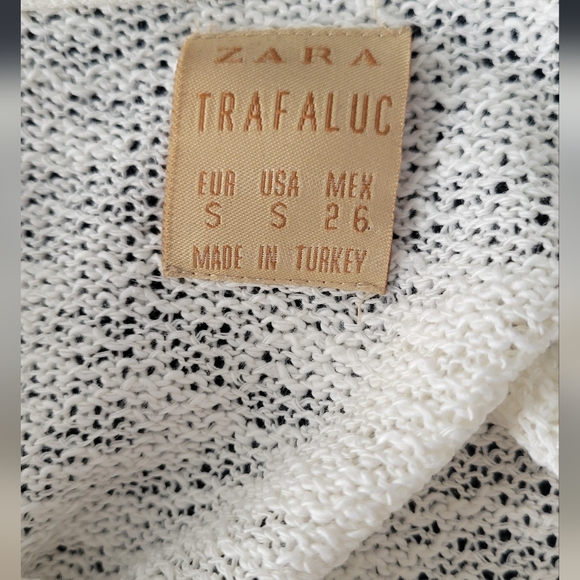 ZARA
TRAFALUC
EUR USA MEX
S S 26
MADE IN TURKEY